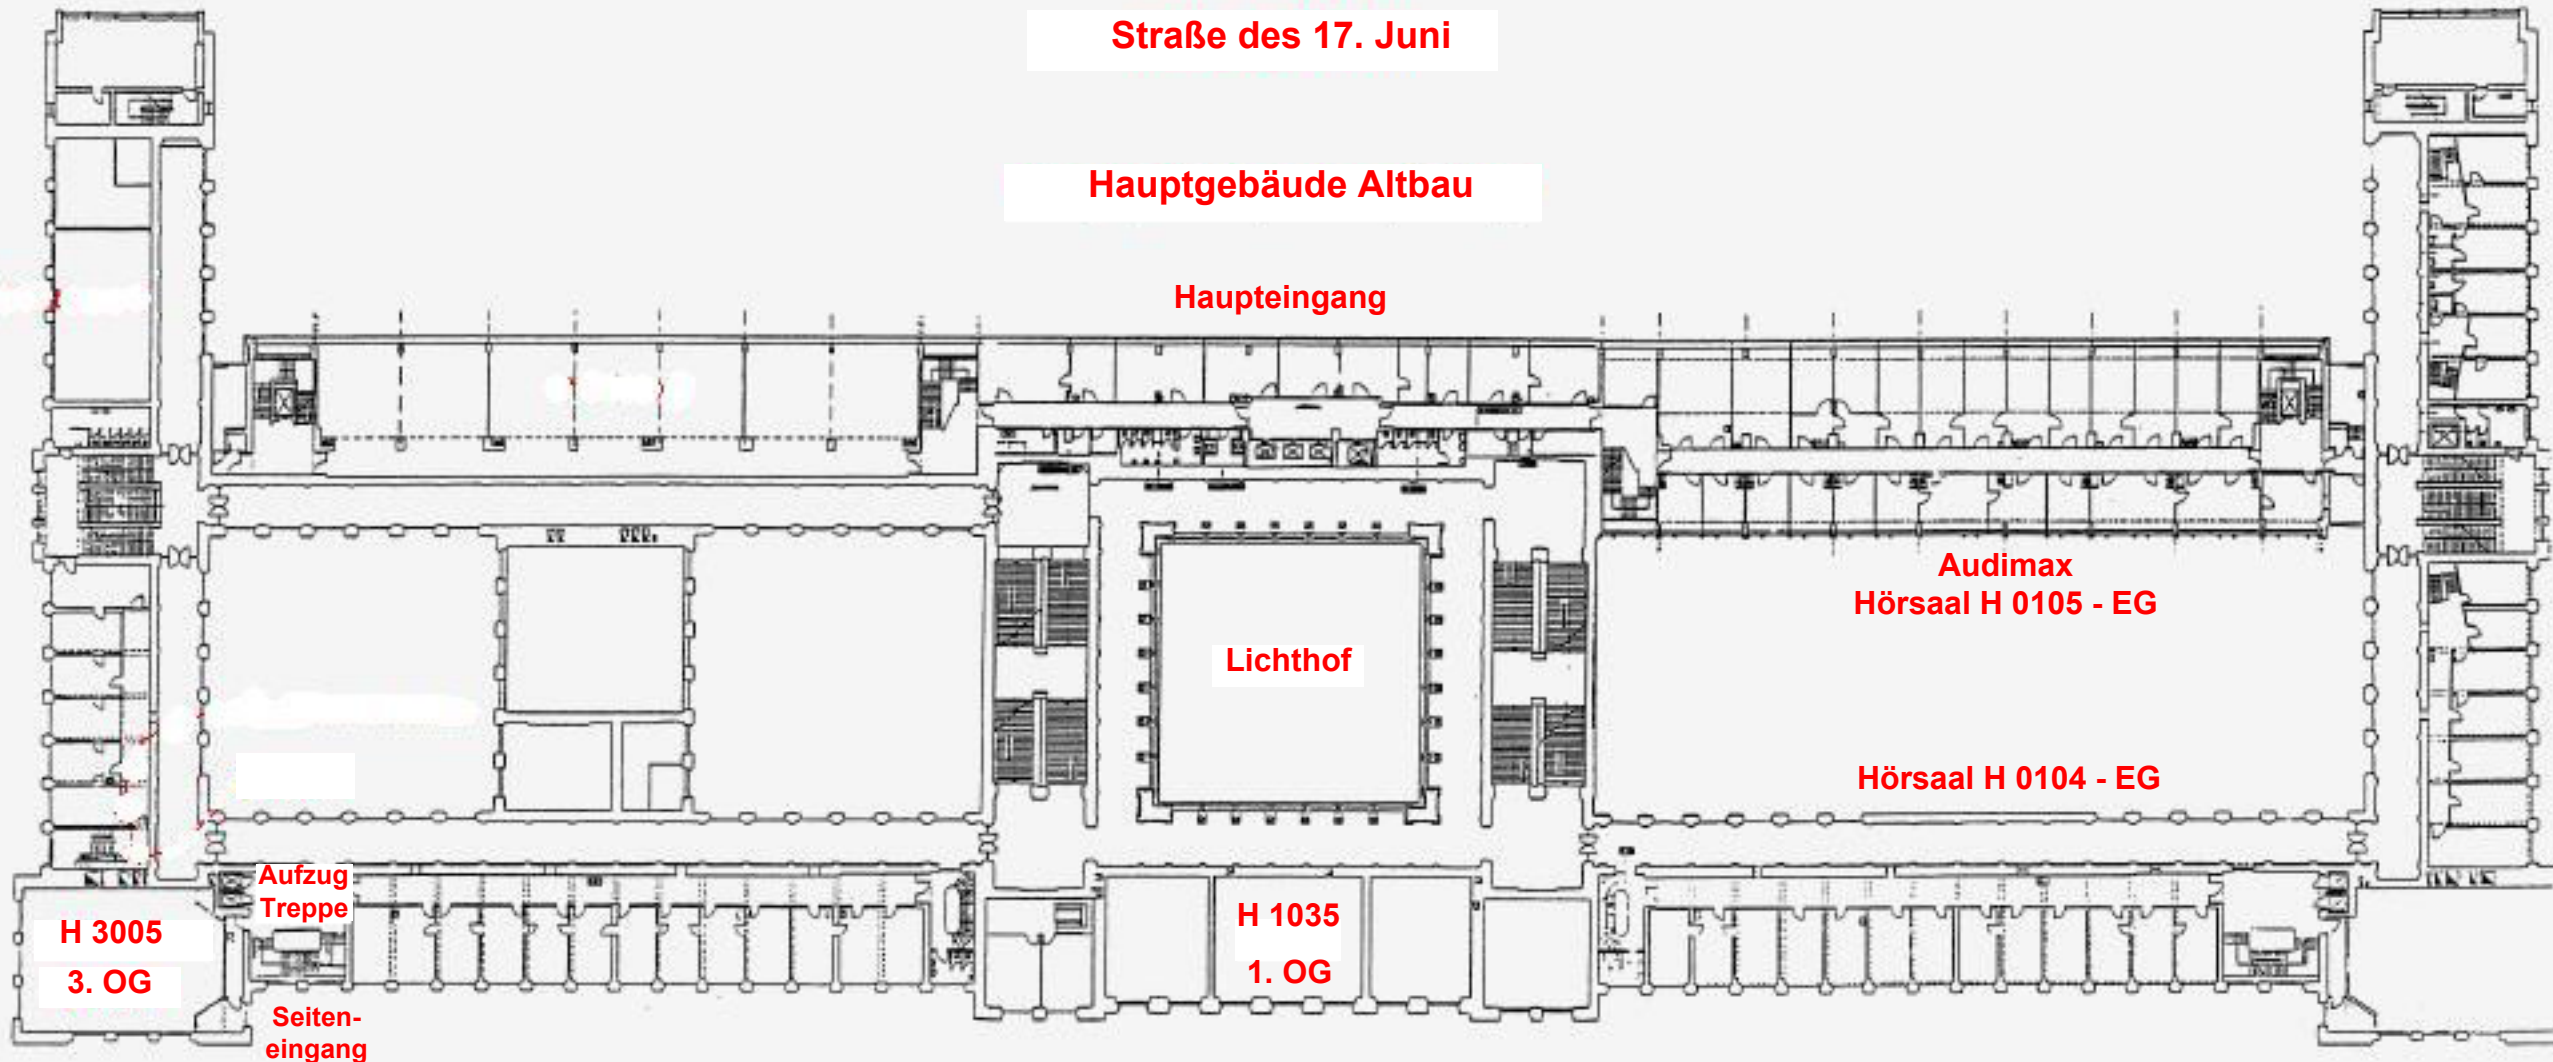 Straße des 17. Juni
Hauptgebäude Altbau
Haupteingang
Audimax
Hörsaal H 0105 - EG
Lichthof
Hörsaal H 0104 - EG
Aufzug
Treppe
H 3005
3. OG
H 1035
1. OG
Seiten-
eingang